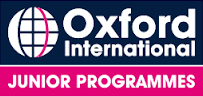 Oxford
International
JUNIOR PROGRAMMES